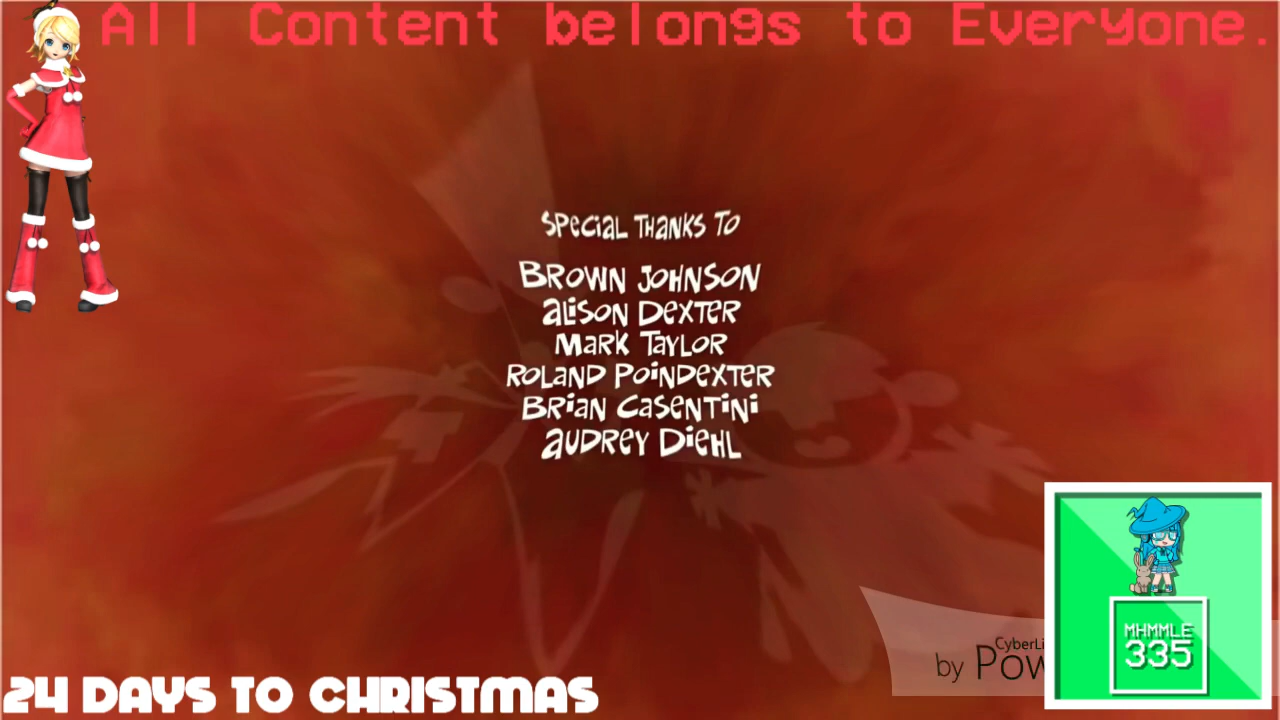 All Content belongs to Everyone.
SPECIAL THANKS TO
BROWN JOHNSON
ALISON DEXTER
MARK TAYLOR
ROLAND POINDEXTER
BRIAN CASENTINI
AUDREY DIEHL
MHMMLE
335
by
24 DAYS TO CHRISTMAS